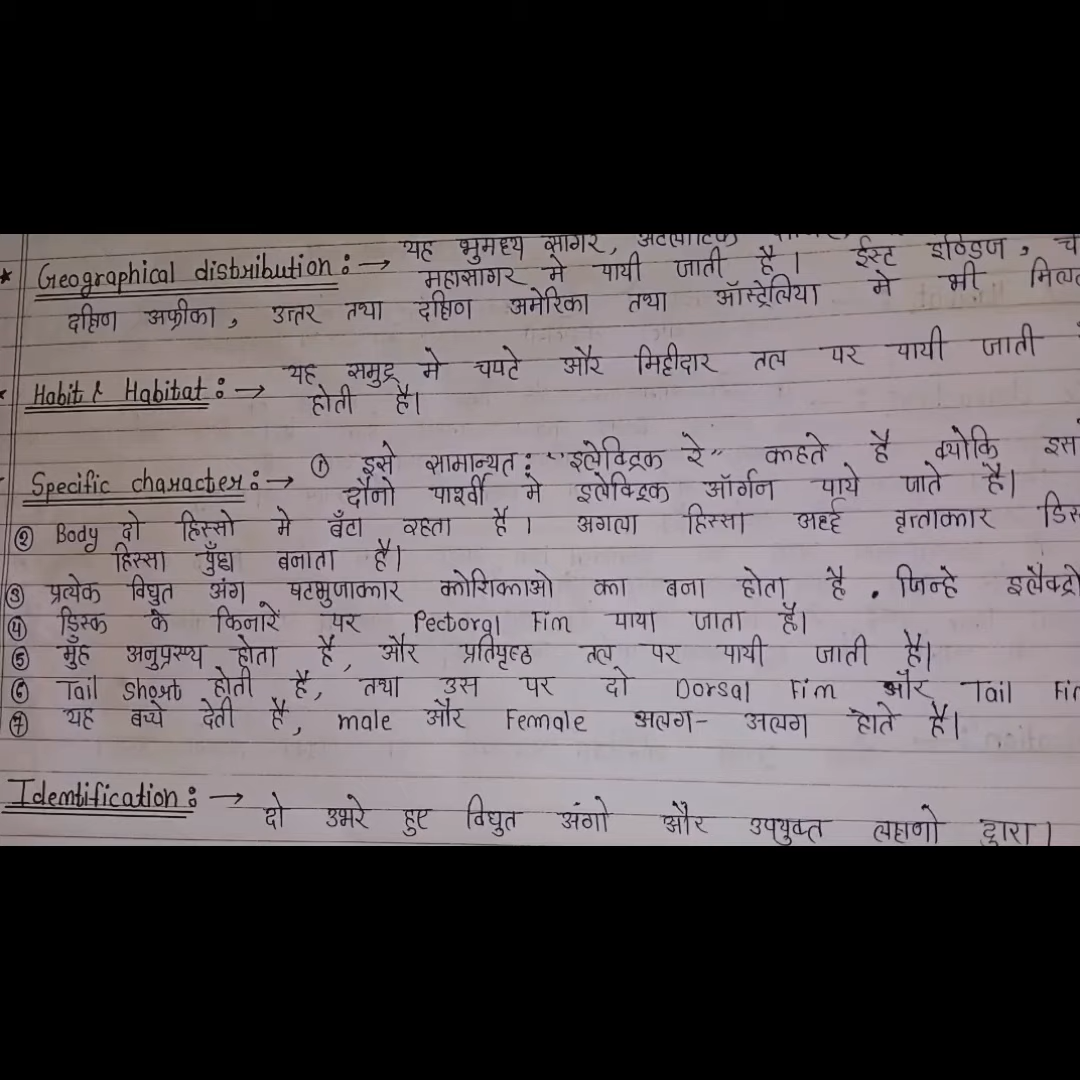 यह भुमध्य सागर,
* Geographical distribution :→ महासागर में पायी जाती है। ईस्ट इण्डिज, च
दक्षिण अफ्रीका, उत्तर तथा दक्षिण अमेरिका तथा ऑस्ट्रेलिया मे भी
यह समुद्र मे चपटे और मिट्टीदार तल पर पायी जाती
Habit & Habitat :→ होती है।
① इसे सामान्यत: "इलेक्ट्रिक रे" कहते है क्योकि
Specific character :→ दोनो पार्श्वो मे इलेक्ट्रिक ऑर्गन पाये जाते है।
② Body दो हिस्सो मे बँटा रहता है। अगला हिस्सा अर्द्ध वृत्ताकार
हिस्सा पुँछ बनाता है।
③ प्रत्येक विधुत अंग षटभुजाकार कोशिकाओ का बना होता है . जिन्हे
④ डिस्क के किनारें पर Pectoral Fin पाया जाता है।
⑤ मुँह अनुप्रस्थ होता है, और प्रतिपृष्ठ तल पर पायी जाती है।
⑥ Tail short होती है, तथा उस पर दो Dorsal Fin और Tail Fin
⑦ यह बच्चे देती है, male और Female अलग-अलग होते है।
Identification :→ दो उभरे हुए विधुत अंगो और उपयुक्त लक्षणो द्वारा।